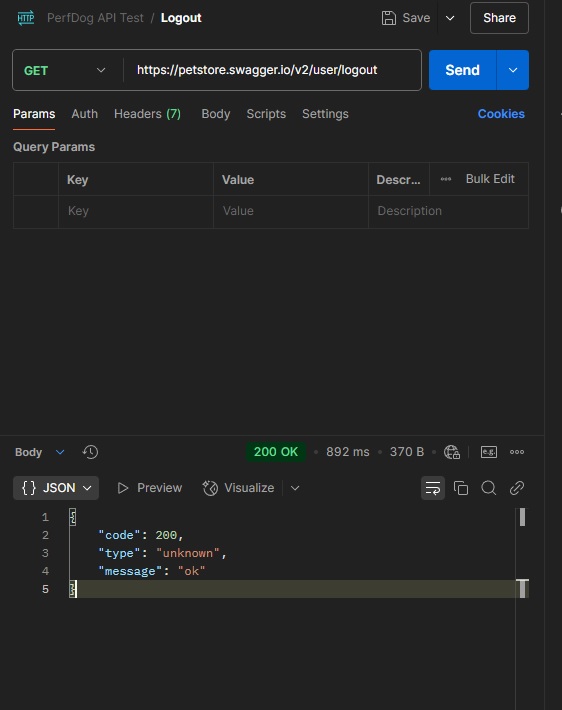 HTTP PerfDog API Test / Logout Save Share
GET https://petstore.swagger.io/v2/user/logout Send
Params Auth Headers (7) Body Scripts Settings Cookies
Query Params
Key Value Descr... Bulk Edit
Key Value Description
Body 200 OK • 892 ms • 370 B • e.g.
{} JSON Preview Visualize
1 {
2 "code": 200,
3 "type": "unknown",
4 "message": "ok"
5 }